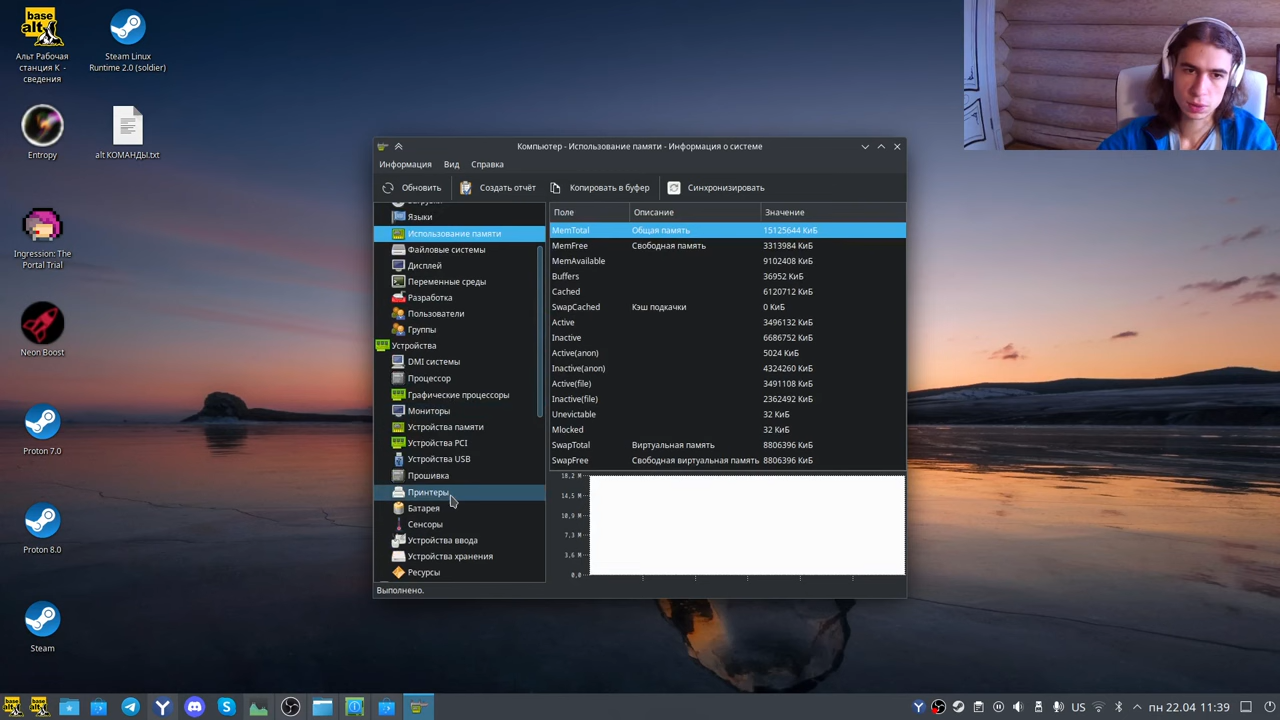 base
alt
Альт Рабочая
станция К -
сведения
Steam Linux
Runtime 2.0 (soldier)
Entropy
alt КОМАНДЫ.txt
Ingression: The
Portal Trial
Neon Boost
Proton 7.0
Proton 8.0
Steam
Компьютер - Использование памяти - Информация о системе
Информация Вид Справка
Обновить Создать отчёт Копировать в буфер Синхронизировать
Языки
Использование памяти
Файловые системы
Дисплей
Переменные среды
Разработка
Пользователи
Группы
Устройства
DMI системы
Процессор
Графические процессоры
Мониторы
Устройства памяти
Устройства PCI
Устройства USB
Прошивка
Принтеры
Батарея
Сенсоры
Устройства ввода
Устройства хранения
Ресурсы
Поле Описание Значение
MemTotal Общая память 15125644 КиБ
MemFree Свободная память 3313984 КиБ
MemAvailable 9102408 КиБ
Buffers 36952 КиБ
Cached 6120712 КиБ
SwapCached Кэш подкачки 0 КиБ
Active 3496132 КиБ
Inactive 6686752 КиБ
Active(anon) 5024 КиБ
Inactive(anon) 4324260 КиБ
Active(file) 3491108 КиБ
Inactive(file) 2362492 КиБ
Unevictable 32 КиБ
Mlocked 32 КиБ
SwapTotal Виртуальная память 8806396 КиБ
SwapFree Свободная виртуальная память 8806396 КиБ
18,2 M
14,5 M
10,9 M
7,3 M
3,6 M
0,0
Выполнено.
US пн 22.04 11:39